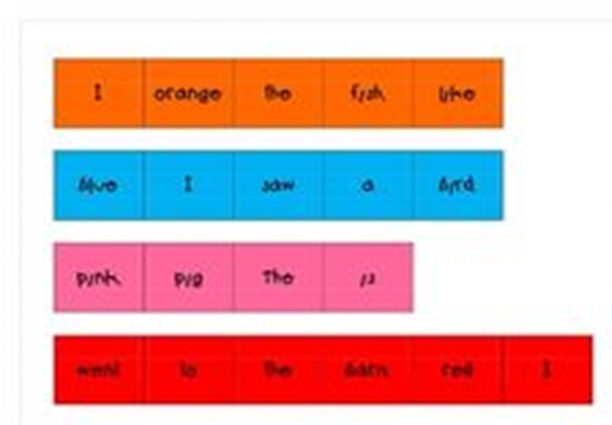 I orange the fish like
blue I saw a bird
pink pig The is
went to the barn red I